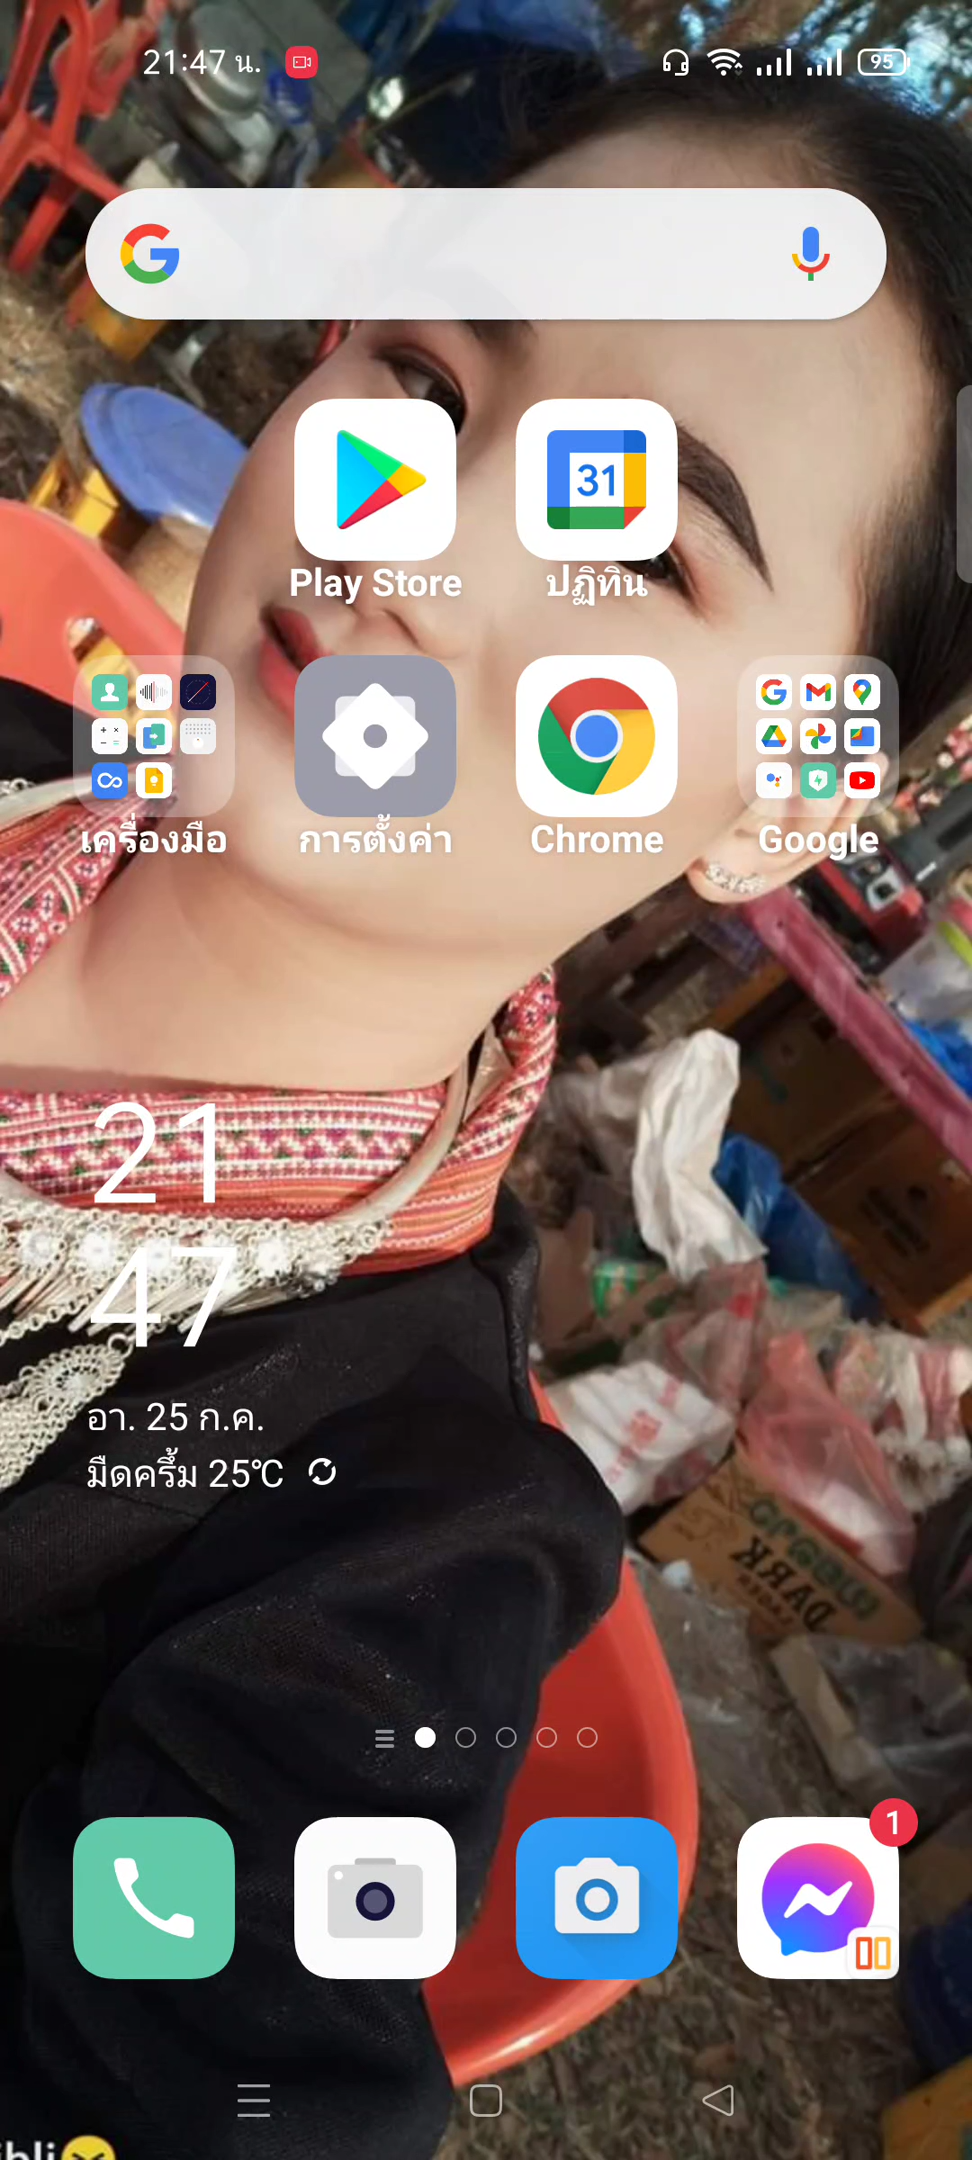 21:47 น.
95
31
Play Store
ปฏิทิน
เครื่องมือ
การตั้งค่า
Chrome
Google
21
47
อา. 25 ก.ค.
มืดครึ้ม 25°C
DARK
1